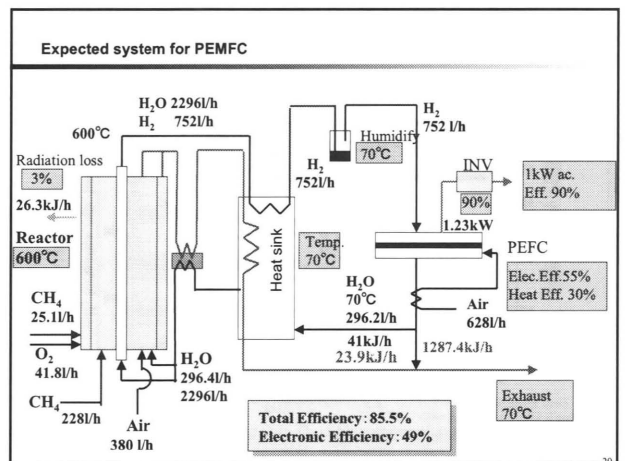 Expected system for PEMFC
H₂O 2296l/h
H₂ 752l/h
600℃
H₂
752 l/h
Humidify
70℃
H₂
752l/h
Radiation loss
3%
26.3kJ/h
Reactor
600℃
INV
90%
1kW ac.
Eff. 90%
1.23kW
PEFC
Heat sink
Temp.
70℃
Elec.Eff.55%
Heat Eff. 30%
H₂O
70℃
296.2l/h
Air
628l/h
CH₄
25.1l/h
O₂
41.8l/h
41kJ/h
23.9kJ/h
1287.4kJ/h
CH₄
228l/h
H₂O
296.4l/h
2296l/h
Air
380 l/h
Exhaust
70℃
Total Efficiency:85.5%
Electronic Efficiency:49%